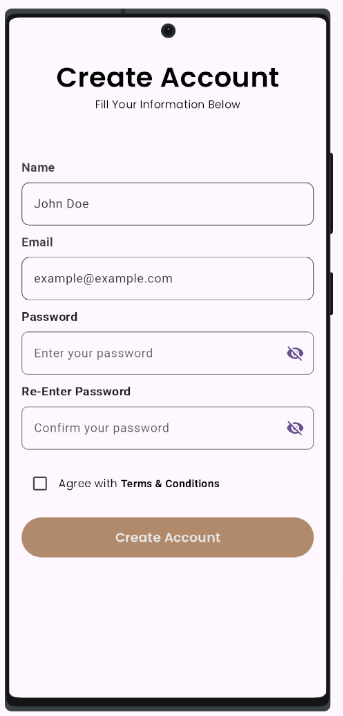 Create Account
Fill Your Information Below
Name
John Doe
Email
example@example.com
Password
Enter your password
Re-Enter Password
Confirm your password
Agree with Terms & Conditions
Create Account